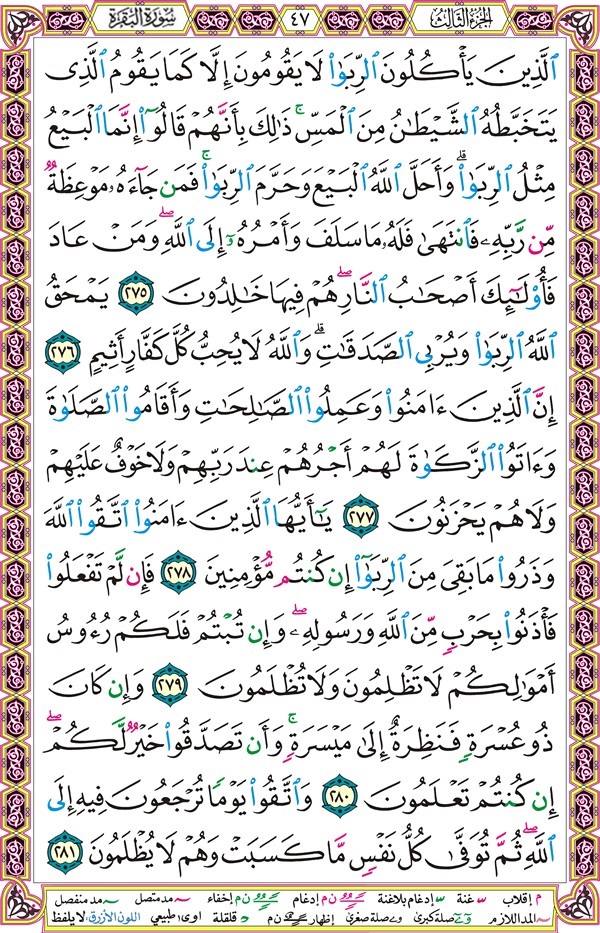 الجزء الثالث ٤٧ سورة البقرة
ٱلَّذِينَ يَأۡكُلُونَ ٱلرِّبَوٰاْ لَا يَقُومُونَ إِلَّا كَمَا يَقُومُ ٱلَّذِي
يَتَخَبَّطُهُ ٱلشَّيۡطَٰنُ مِنَ ٱلۡمَسِّۚ ذَٰلِكَ بِأَنَّهُمۡ قَالُوٓاْ إِنَّمَا ٱلۡبَيۡعُ
مِثۡلُ ٱلرِّبَوٰاْۗ وَأَحَلَّ ٱللَّهُ ٱلۡبَيۡعَ وَحَرَّمَ ٱلرِّبَوٰاْۚ فَمَن جَآءَهُۥ مَوۡعِظَةٞ
مِّن رَّبِّهِۦ فَٱنتَهَىٰ فَلَهُۥ مَا سَلَفَ وَأَمۡرُهُۥٓ إِلَى ٱللَّهِۖ وَمَنۡ عَادَ
فَأُوْلَٰٓئِكَ أَصۡحَٰبُ ٱلنَّارِۖ هُمۡ فِيهَا خَٰلِدُونَ ٢٧٥ يَمۡحَقُ
ٱللَّهُ ٱلرِّبَوٰاْ وَيُرۡبِي ٱلصَّدَقَٰتِۗ وَٱللَّهُ لَا يُحِبُّ كُلَّ كَفَّارٍ أَثِيمٍ ٢٧٦
إِنَّ ٱلَّذِينَ ءَامَنُواْ وَعَمِلُواْ ٱلصَّٰلِحَٰتِ وَأَقَامُواْ ٱلصَّلَوٰةَ
وَءَاتَوُاْ ٱلزَّكَوٰةَ لَهُمۡ أَجۡرُهُمۡ عِندَ رَبِّهِمۡ وَلَا خَوۡفٌ عَلَيۡهِمۡ
وَلَا هُمۡ يَحۡزَنُونَ ٢٧٧ يَٰٓأَيُّهَا ٱلَّذِينَ ءَامَنُواْ ٱتَّقُواْ ٱللَّهَ
وَذَرُواْ مَا بَقِيَ مِنَ ٱلرِّبَوٰٓاْ إِن كُنتُم مُّؤۡمِنِينَ ٢٧٨ فَإِن لَّمۡ تَفۡعَلُواْ
فَأۡذَنُواْ بِحَرۡبٖ مِّنَ ٱللَّهِ وَرَسُولِهِۦۖ وَإِن تُبۡتُمۡ فَلَكُمۡ رُءُوسُ
أَمۡوَٰلِكُمۡ لَا تَظۡلِمُونَ وَلَا تُظۡلَمُونَ ٢٧٩ وَإِن كَانَ
ذُو عُسۡرَةٖ فَنَظِرَةٌ إِلَىٰ مَيۡسَرَةٖۚ وَأَن تَصَدَّقُواْ خَيۡرٞ لَّكُمۡۖ
إِن كُنتُمۡ تَعۡلَمُونَ ٢٨٠ وَٱتَّقُواْ يَوۡمٗا تُرۡجَعُونَ فِيهِ إِلَى
ٱللَّهِۖ ثُمَّ تُوَفَّىٰ كُلُّ نَفۡسٖ مَّا كَسَبَتۡ وَهُمۡ لَا يُظۡلَمُونَ ٢٨١
م إقلاب غنة إدغام بلاغنة ن م إدغام ن م إخفاء مد متصل مد منفصل
المد اللازم صلة كبرى صلة صغرى إظهار ن م قلقلة اوى: طبيعي اللون الأزرق: لا يلفظ